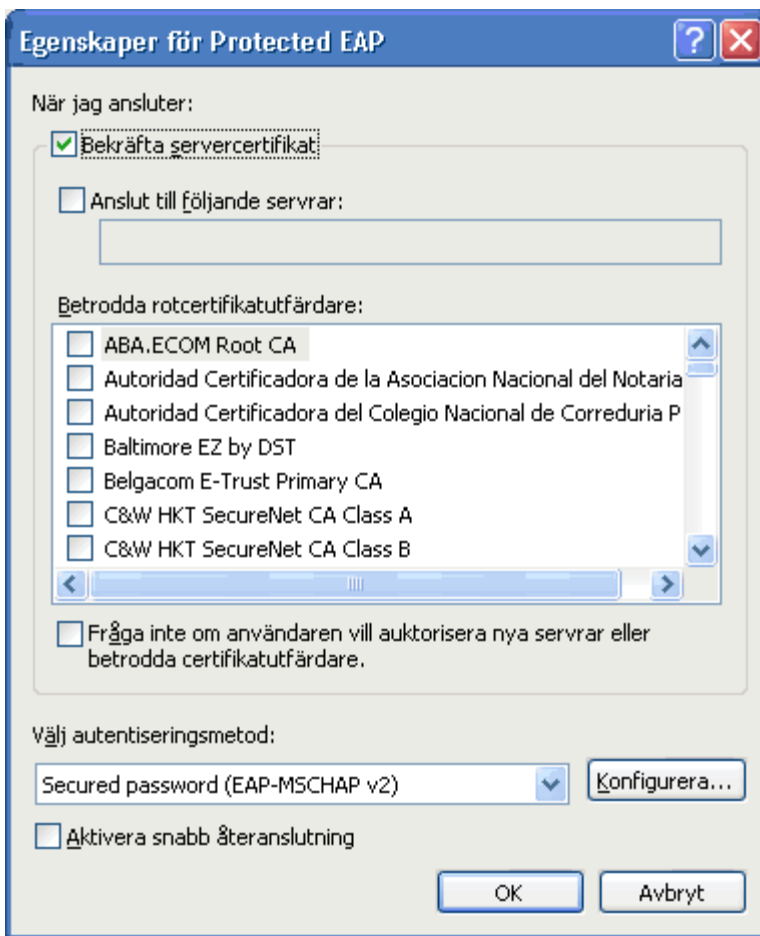 Egenskaper för Protected EAP
När jag ansluter:
Bekräfta servercertifikat
Anslut till följande servrar:
Betrodda rotcertifikatutfärdare:
ABA.ECOM Root CA
Autoridad Certificadora de la Asociacion Nacional del Notaria
Autoridad Certificadora del Colegio Nacional de Correduria P
Baltimore EZ by DST
Belgacom E-Trust Primary CA
C&W HKT SecureNet CA Class A
C&W HKT SecureNet CA Class B
Fråga inte om användaren vill auktorisera nya servrar eller
betrodda certifikatutfärdare.
Välj autentiseringsmetod:
Secured password (EAP-MSCHAP v2)
Konfigurera...
Aktivera snabb återanslutning
OK
Avbryt